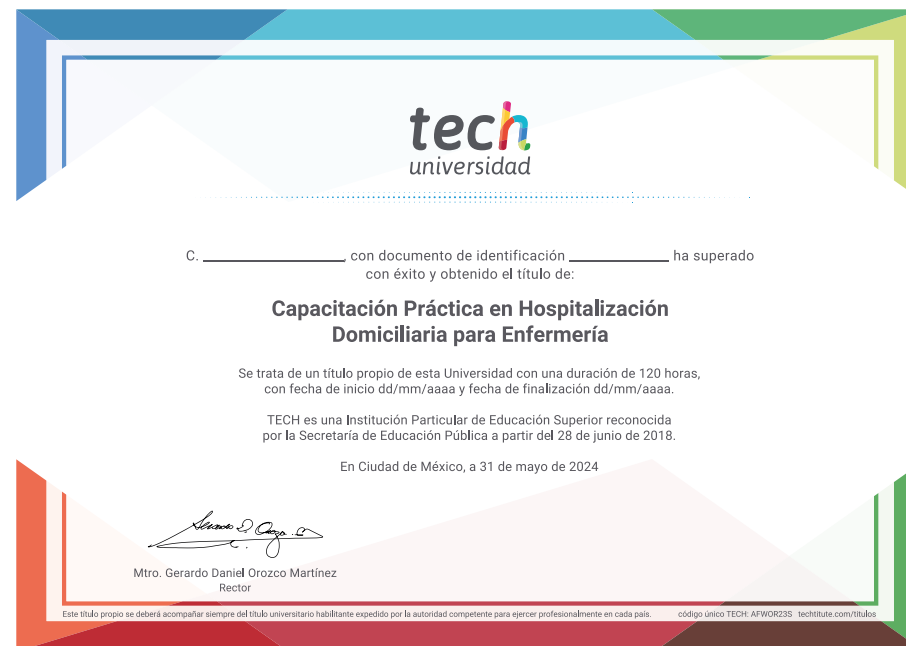 tech
universidad
C. ____________, con documento de identificación ____________ ha superado
con éxito y obtenido el título de:
Capacitación Práctica en Hospitalización
Domiciliaria para Enfermería
Se trata de un título propio de esta Universidad con una duración de 120 horas,
con fecha de inicio dd/mm/aaaa y fecha de finalización dd/mm/aaaa.
TECH es una Institución Particular de Educación Superior reconocida
por la Secretaría de Educación Pública a partir del 28 de junio de 2018.
En Ciudad de México, a 31 de mayo de 2024
Mtro. Gerardo Daniel Orozco Martínez
Rector
Este título propio se deberá acompañar siempre del título universitario habilitante expedido por la autoridad competente para ejercer profesionalmente en cada país. código único TECH: AFWOR23S techtitute.com/titulos